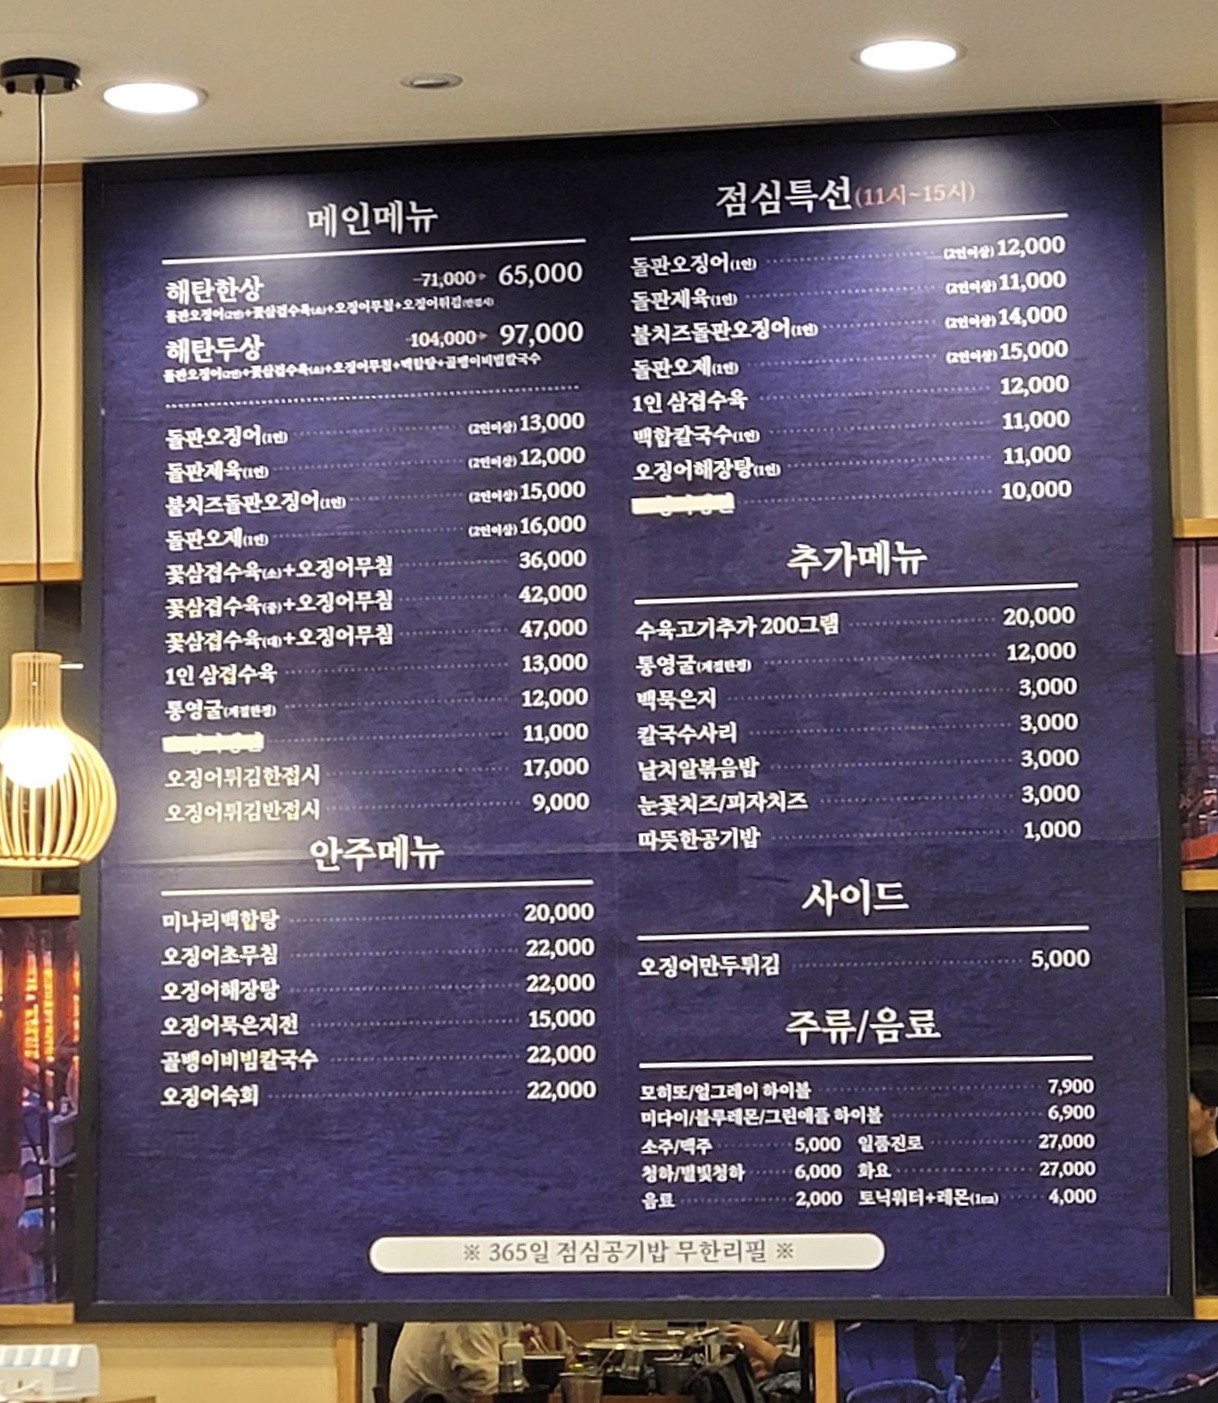 메인메뉴
해탄한상 71,000 65,000
돌판오징어(2인)+꽃삼겹수육(소)+오징어무침+오징어튀김(반접시)
해탄두상 104,000 97,000
돌판오징어(2인)+꽃삼겹수육(소)+오징어무침+백합탕+골뱅이비빔칼국수
돌판오징어(1인) (2인이상) 13,000
돌판제육(1인) (2인이상) 12,000
불치즈돌판오징어(1인) (2인이상) 15,000
돌판오제(1인) (2인이상) 16,000
꽃삼겹수육(소)+오징어무침 36,000
꽃삼겹수육(중)+오징어무침 42,000
꽃삼겹수육(대)+오징어무침 47,000
1인 삼겹수육 13,000
통영굴(계절한정) 12,000
11,000
오징어튀김한접시 17,000
오징어튀김반접시 9,000
안주메뉴
미나리백합탕 20,000
오징어초무침 22,000
오징어해장탕 22,000
오징어묵은지전 15,000
골뱅이비빔칼국수 22,000
오징어숙회 22,000
점심특선(11시~15시)
돌판오징어(1인) (2인이상) 12,000
돌판제육(1인) (2인이상) 11,000
불치즈돌판오징어(1인) (2인이상) 14,000
돌판오제(1인) (2인이상) 15,000
1인 삼겹수육 12,000
백합칼국수(1인) 11,000
오징어해장탕(1인) 11,000
10,000
추가메뉴
수육고기추가 200그램 20,000
통영굴(계절한정) 12,000
백묵은지 3,000
칼국수사리 3,000
날치알볶음밥 3,000
눈꽃치즈/피자치즈 3,000
따뜻한공기밥 1,000
사이드
오징어만두튀김 5,000
주류/음료
모히또/얼그레이 하이볼 7,900
미다이/블루레몬/그린애플 하이볼 6,900
소주/맥주 5,000 일품진로 27,000
청하/별빛청하 6,000 화요 27,000
음료 2,000 토닉워터+레몬(1ea) 4,000
※ 365일 점심공기밥 무한리필 ※